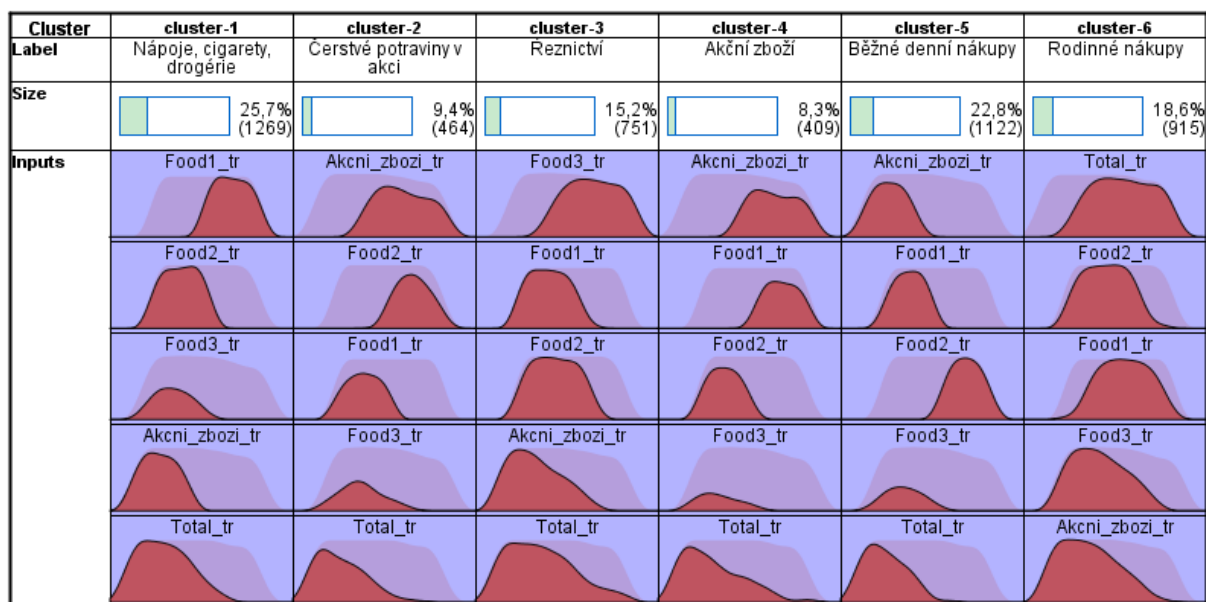 Cluster cluster-1 cluster-2 cluster-3 cluster-4 cluster-5 cluster-6
Label Nápoje, cigarety, Čerstvé potraviny v Řeznictví Akční zboží Běžné denní nákupy Rodinné nákupy
drogérie akci
Size
25,7% 9,4% 15,2% 8,3% 22,8% 18,6%
(1269) (464) (751) (409) (1122) (915)
Inputs Food1_tr Akcni_zbozi_tr Food3_tr Akcni_zbozi_tr Akcni_zbozi_tr Total_tr
Food2_tr Food2_tr Food1_tr Food1_tr Food1_tr Food2_tr
Food3_tr Food1_tr Food2_tr Food2_tr Food2_tr Food1_tr
Akcni_zbozi_tr Food3_tr Akcni_zbozi_tr Food3_tr Food3_tr Food3_tr
Total_tr Total_tr Total_tr Total_tr Total_tr Akcni_zbozi_tr